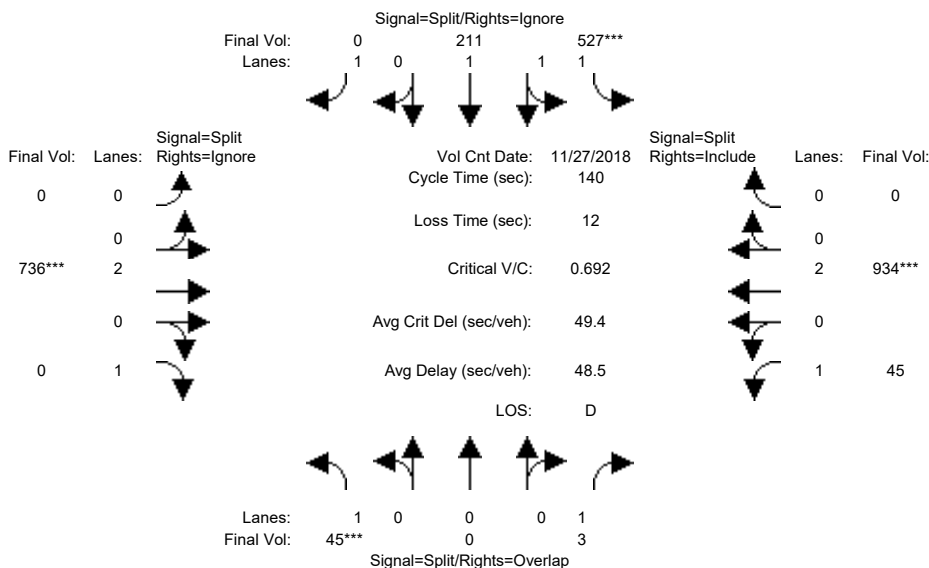 Signal=Split/Rights=Ignore
Final Vol: 0 211 527***
Lanes: 1 0 1 1 1
Signal=Split Signal=Split
Final Vol: Lanes: Rights=Ignore Vol Cnt Date: 11/27/2018 Rights=Include Lanes: Final Vol:
Cycle Time (sec): 140
0 0 0 0
Loss Time (sec): 12
0 0
736*** 2 Critical V/C: 0.692 2 934***
0 Avg Crit Del (sec/veh): 49.4 0
0 1 Avg Delay (sec/veh): 48.5 1 45
LOS: D
Lanes: 1 0 0 0 1
Final Vol: 45*** 0 3
Signal=Split/Rights=Overlap